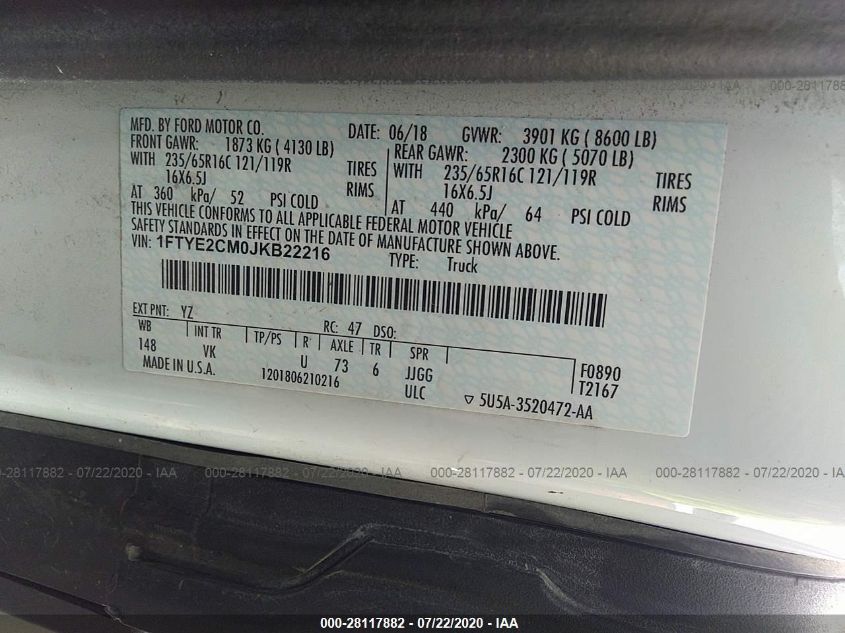 MFD. BY FORD MOTOR CO. DATE: 06/18 GVWR: 3901 KG ( 8600 LB)
FRONT GAWR: 1873 KG ( 4130 LB) REAR GAWR: 2300 KG ( 5070 LB)
WITH 235/65R16C 121/119R TIRES WITH 235/65R16C 121/119R TIRES
16X6.5J RIMS 16X6.5J RIMS
AT 360 kPa/ 52 PSI COLD AT 440 kPa/ 64 PSI COLD
THIS VEHICLE CONFORMS TO ALL APPLICABLE FEDERAL MOTOR VEHICLE
SAFETY STANDARDS IN EFFECT ON THE DATE OF MANUFACTURE SHOWN ABOVE.
VIN: 1FTYE2CM0JKB22216 TYPE: Truck
EXT PNT: YZ RC: 47 DSO:
WB INT TR TP/PS R AXLE TR SPR F0890
148 VK U 73 6 JJGG T2167
MADE IN U.S.A. 1201806210216 ULC ▽ 5U5A-3520472-AA
000-28117882 - 07/22/2020 - IAA